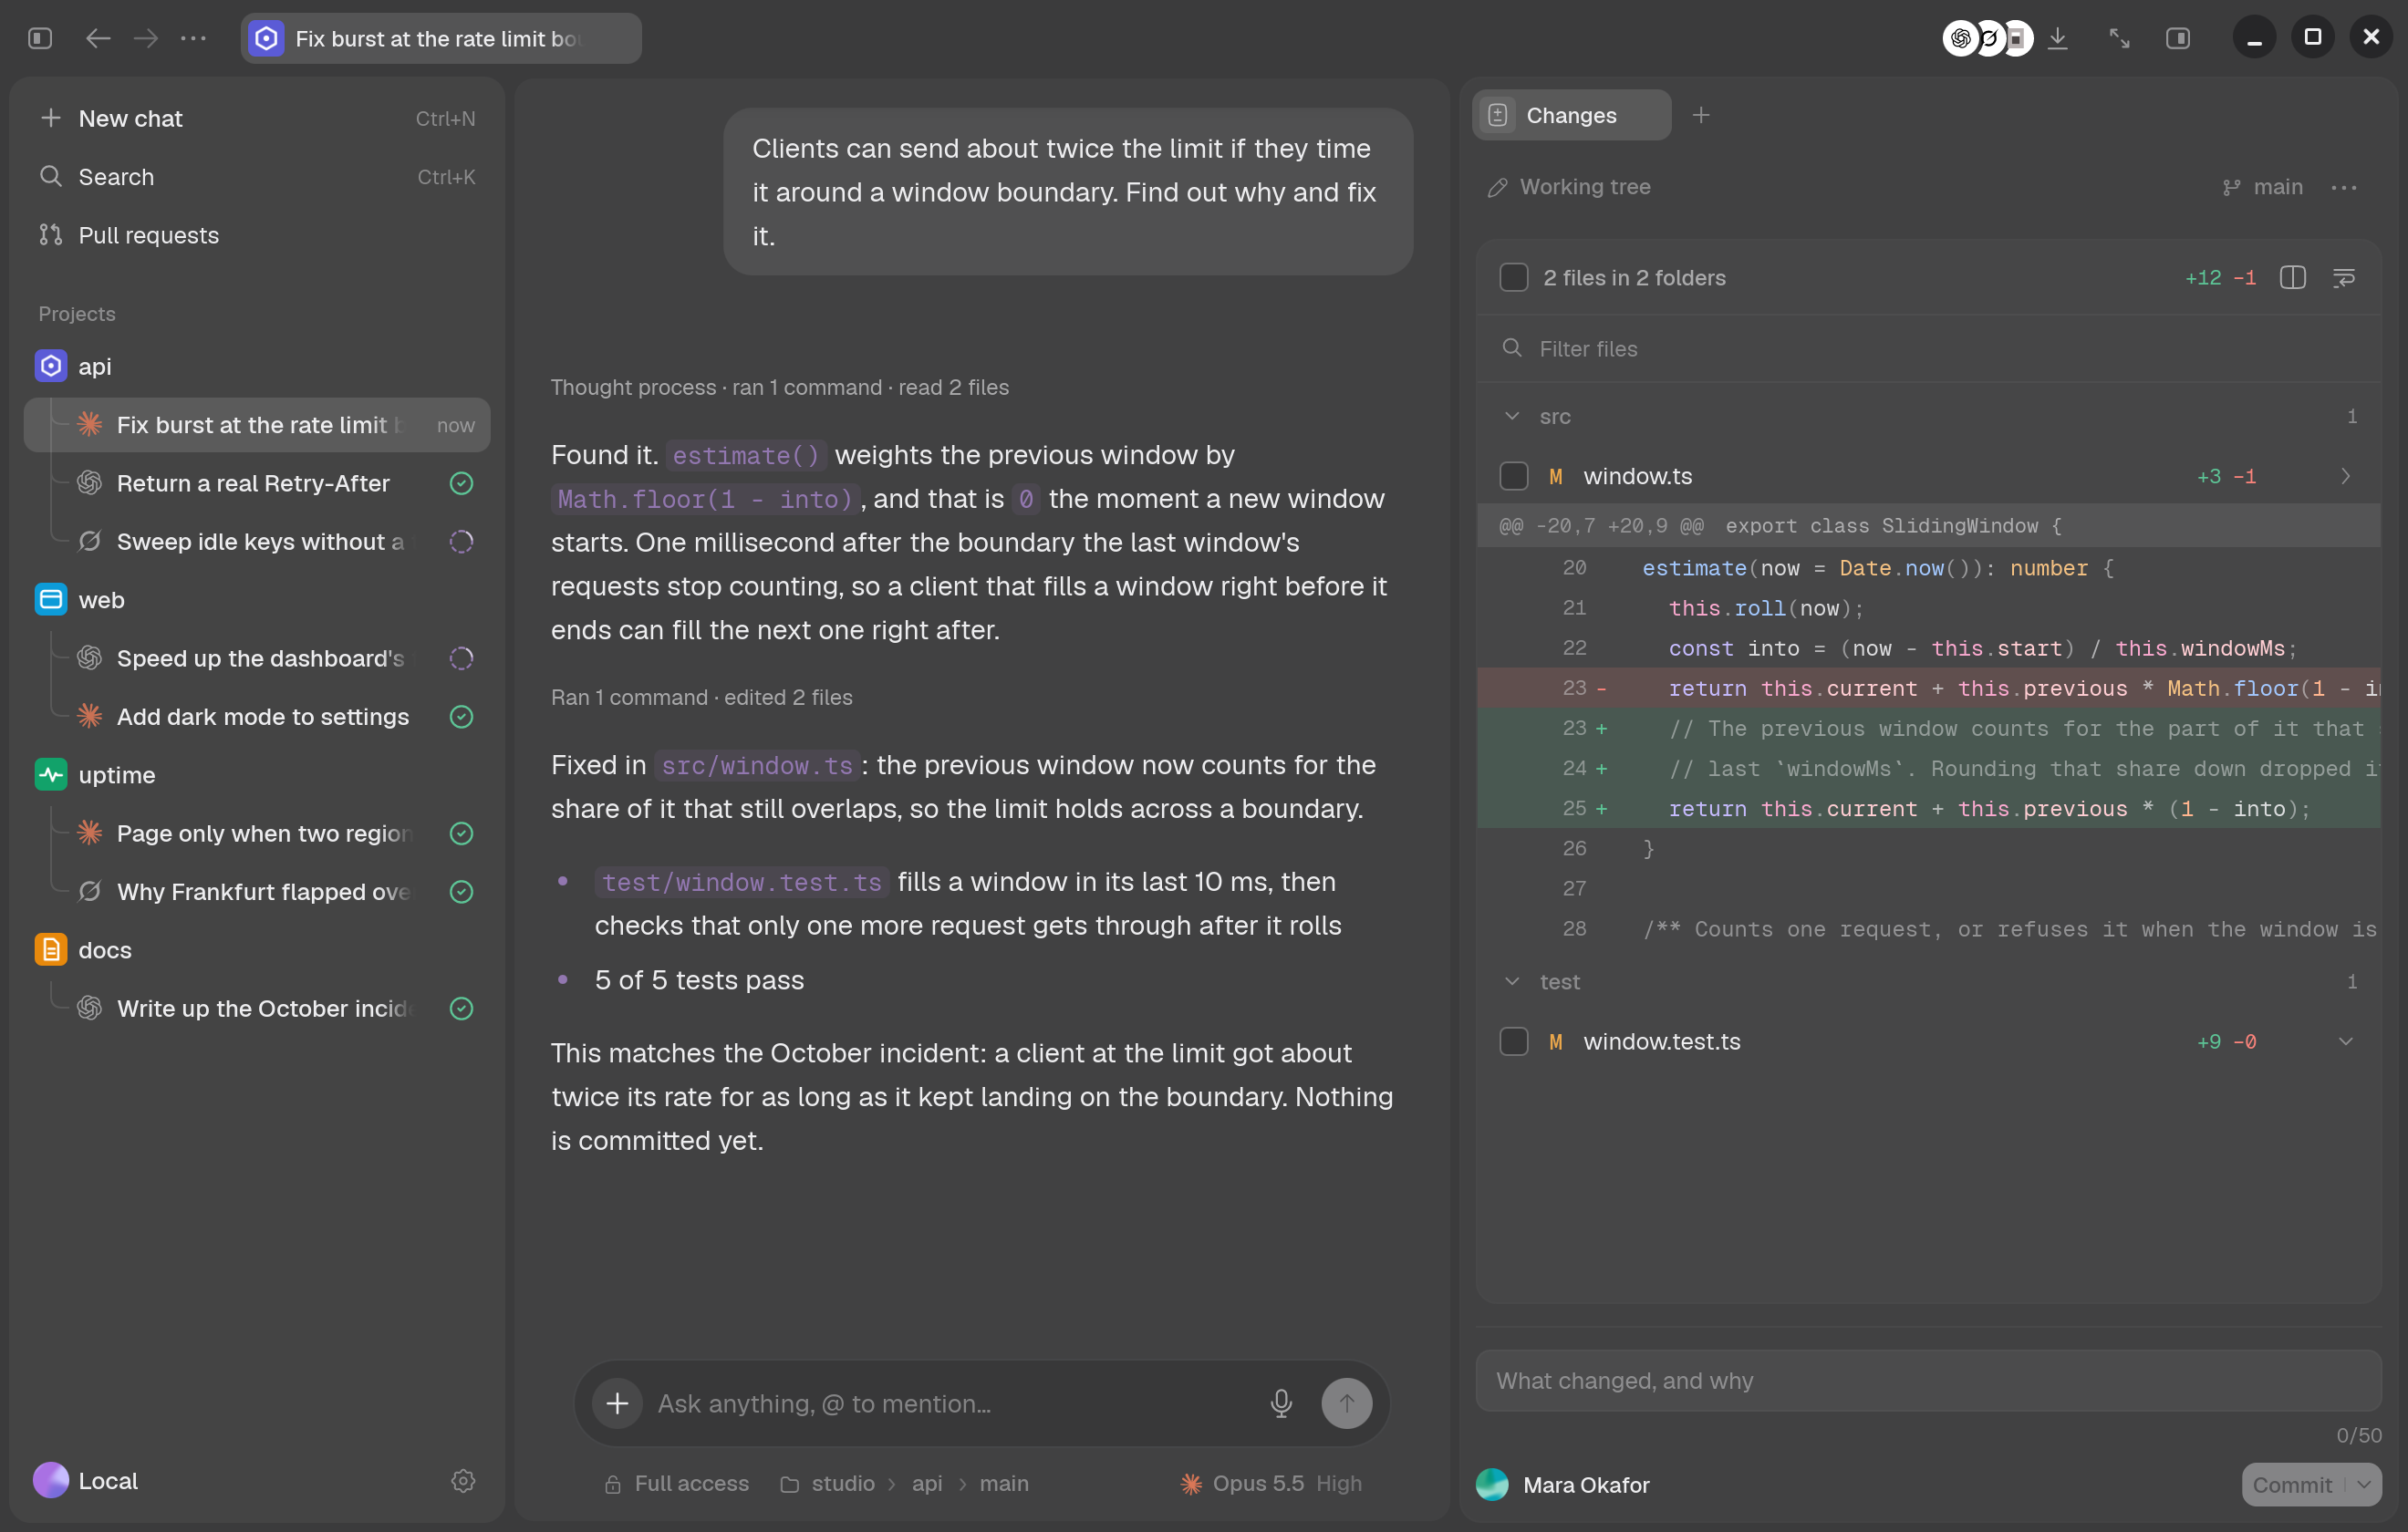 Fix burst at the rate limit bou
New chat
Ctrl+N
Search
Ctrl+K
Pull requests
Projects
api
Fix burst at the rate limit b
now
Return a real Retry-After
Sweep idle keys without a
web
Speed up the dashboard's
Add dark mode to settings
uptime
Page only when two region
Why Frankfurt flapped ove
docs
Write up the October incide
Local
Clients can send about twice the limit if they time
it around a window boundary. Find out why and fix
it.
Thought process · ran 1 command · read 2 files
Found it. estimate() weights the previous window by
Math.floor(1 - into), and that is 0 the moment a new window
starts. One millisecond after the boundary the last window's
requests stop counting, so a client that fills a window right before it
ends can fill the next one right after.
Ran 1 command · edited 2 files
Fixed in src/window.ts: the previous window now counts for the
share of it that still overlaps, so the limit holds across a boundary.
• test/window.test.ts fills a window in its last 10 ms, then
checks that only one more request gets through after it rolls
• 5 of 5 tests pass
This matches the October incident: a client at the limit got about
twice its rate for as long as it kept landing on the boundary. Nothing
is committed yet.
Ask anything, @ to mention...
Full access studio › api › main Opus 5.5 High
Changes
Working tree
main
2 files in 2 folders +12 -1
Filter files
src 1
M window.ts +3 -1
@@ -20,7 +20,9 @@ export class SlidingWindow {
20 estimate(now = Date.now()): number {
21 this.roll(now);
22 const into = (now - this.start) / this.windowMs;
23 - return this.current + this.previous * Math.floor(1 - in
23 + // The previous window counts for the part of it that
24 + // last `windowMs`. Rounding that share down dropped it
25 + return this.current + this.previous * (1 - into);
26 }
27
28 /** Counts one request, or refuses it when the window is
test 1
M window.test.ts +9 -0
What changed, and why
0/50
Mara Okafor
Commit